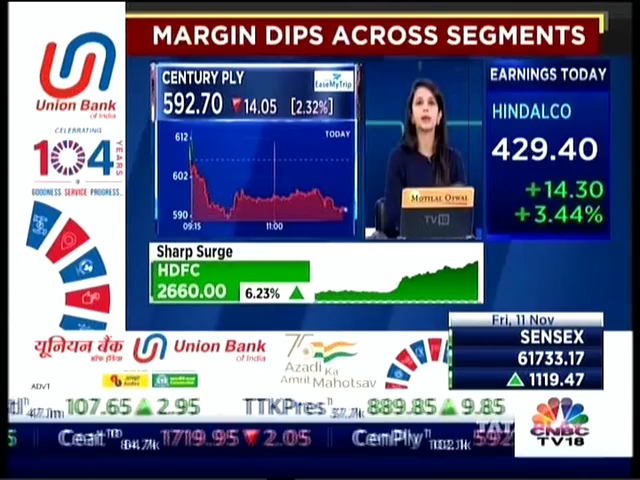 MARGIN DIPS ACROSS SEGMENTS
Union Bank
of India
CELEBRATING
104 YEARS
GOODNESS SERVICE PROGRESS...
CENTURY PLY
EaseMyTrip
592.70 ▼ 14.05 [2.32%]
TODAY
612
602
590
09:15 11:00
MOTILAL OSWAL
TV18
EARNINGS TODAY
HINDALCO
429.40
+14.30
+3.44%
Sharp Surge
HDFC
2660.00 6.23% ▲
Fri, 11 Nov
SENSEX
61733.17
▲ 1119.47
यूनियन बैंक
ऑफ इंडिया
Union Bank
of India
75
Azadi Ka
Amrit Mahotsav
ADVT
107.65 ▲ 2.95 TTKPres 889.85 ▲ 9.85
Ceat 1719.95 ▼ 2.05 CenPly 592
CNBC
TV18